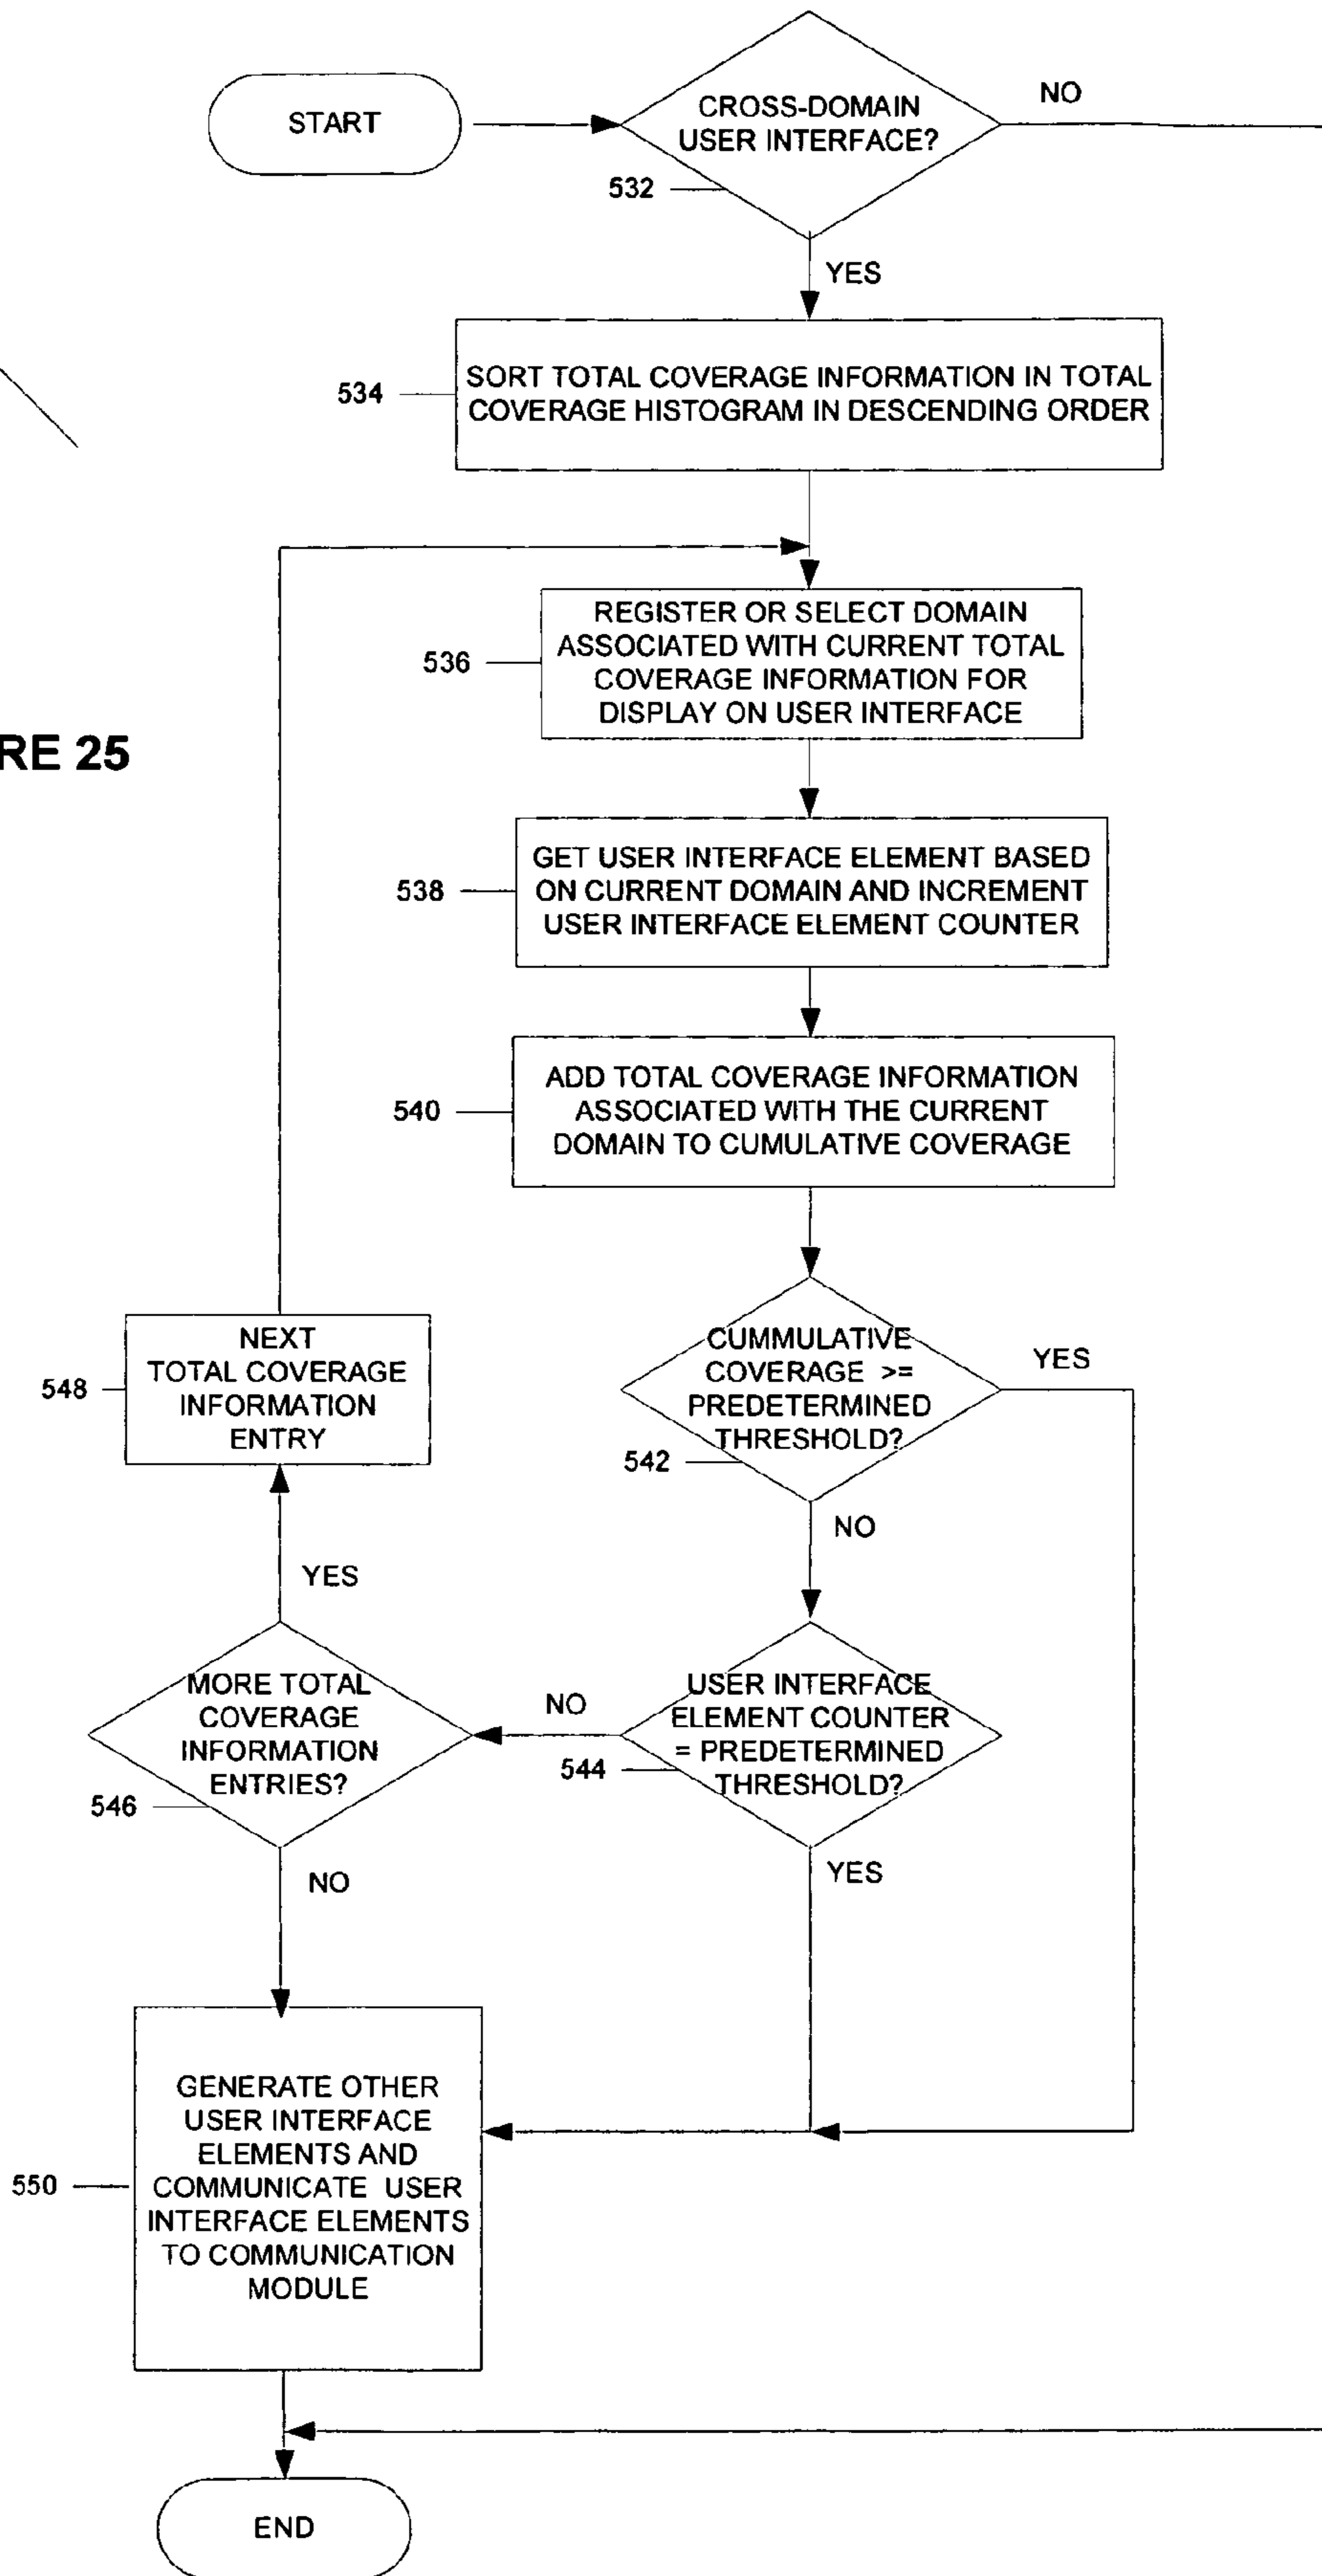 START
CROSS-DOMAIN
USER INTERFACE?
NO
532
YES
534
SORT TOTAL COVERAGE INFORMATION IN TOTAL
COVERAGE HISTOGRAM IN DESCENDING ORDER
536
REGISTER OR SELECT DOMAIN
ASSOCIATED WITH CURRENT TOTAL
COVERAGE INFORMATION FOR
DISPLAY ON USER INTERFACE
RE 25
538
GET USER INTERFACE ELEMENT BASED
ON CURRENT DOMAIN AND INCREMENT
USER INTERFACE ELEMENT COUNTER
540
ADD TOTAL COVERAGE INFORMATION
ASSOCIATED WITH THE CURRENT
DOMAIN TO CUMULATIVE COVERAGE
CUMMULATIVE
COVERAGE >=
PREDETERMINED
THRESHOLD?
YES
542
NO
548
NEXT
TOTAL COVERAGE
INFORMATION
ENTRY
YES
USER INTERFACE
ELEMENT COUNTER
= PREDETERMINED
THRESHOLD?
544
NO
YES
MORE TOTAL
COVERAGE
INFORMATION
ENTRIES?
546
NO
550
GENERATE OTHER
USER INTERFACE
ELEMENTS AND
COMMUNICATE USER
INTERFACE ELEMENTS
TO COMMUNICATION
MODULE
END